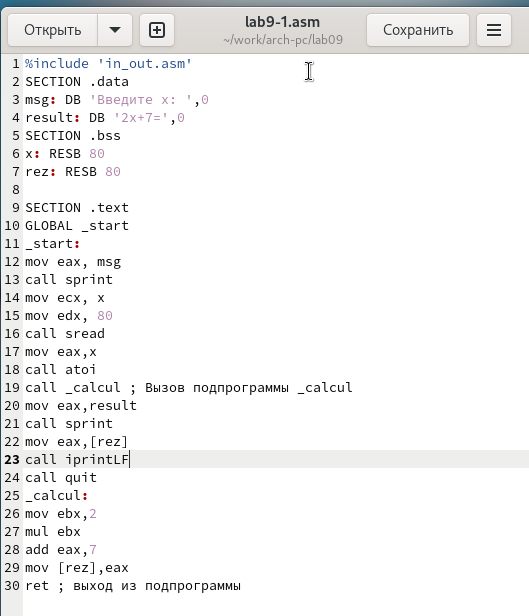 Открыть
lab9-1.asm
~/work/arch-pc/lab09
Сохранить
1 %include 'in_out.asm'
2 SECTION .data
3 msg: DB 'Введите x: ',0
4 result: DB '2x+7=',0
5 SECTION .bss
6 x: RESB 80
7 rez: RESB 80
8
9 SECTION .text
10 GLOBAL _start
11 _start:
12 mov eax, msg
13 call sprint
14 mov ecx, x
15 mov edx, 80
16 call sread
17 mov eax,x
18 call atoi
19 call _calcul ; Вызов подпрограммы _calcul
20 mov eax,result
21 call sprint
22 mov eax,[rez]
23 call iprintLF
24 call quit
25 _calcul:
26 mov ebx,2
27 mul ebx
28 add eax,7
29 mov [rez],eax
30 ret ; выход из подпрограммы